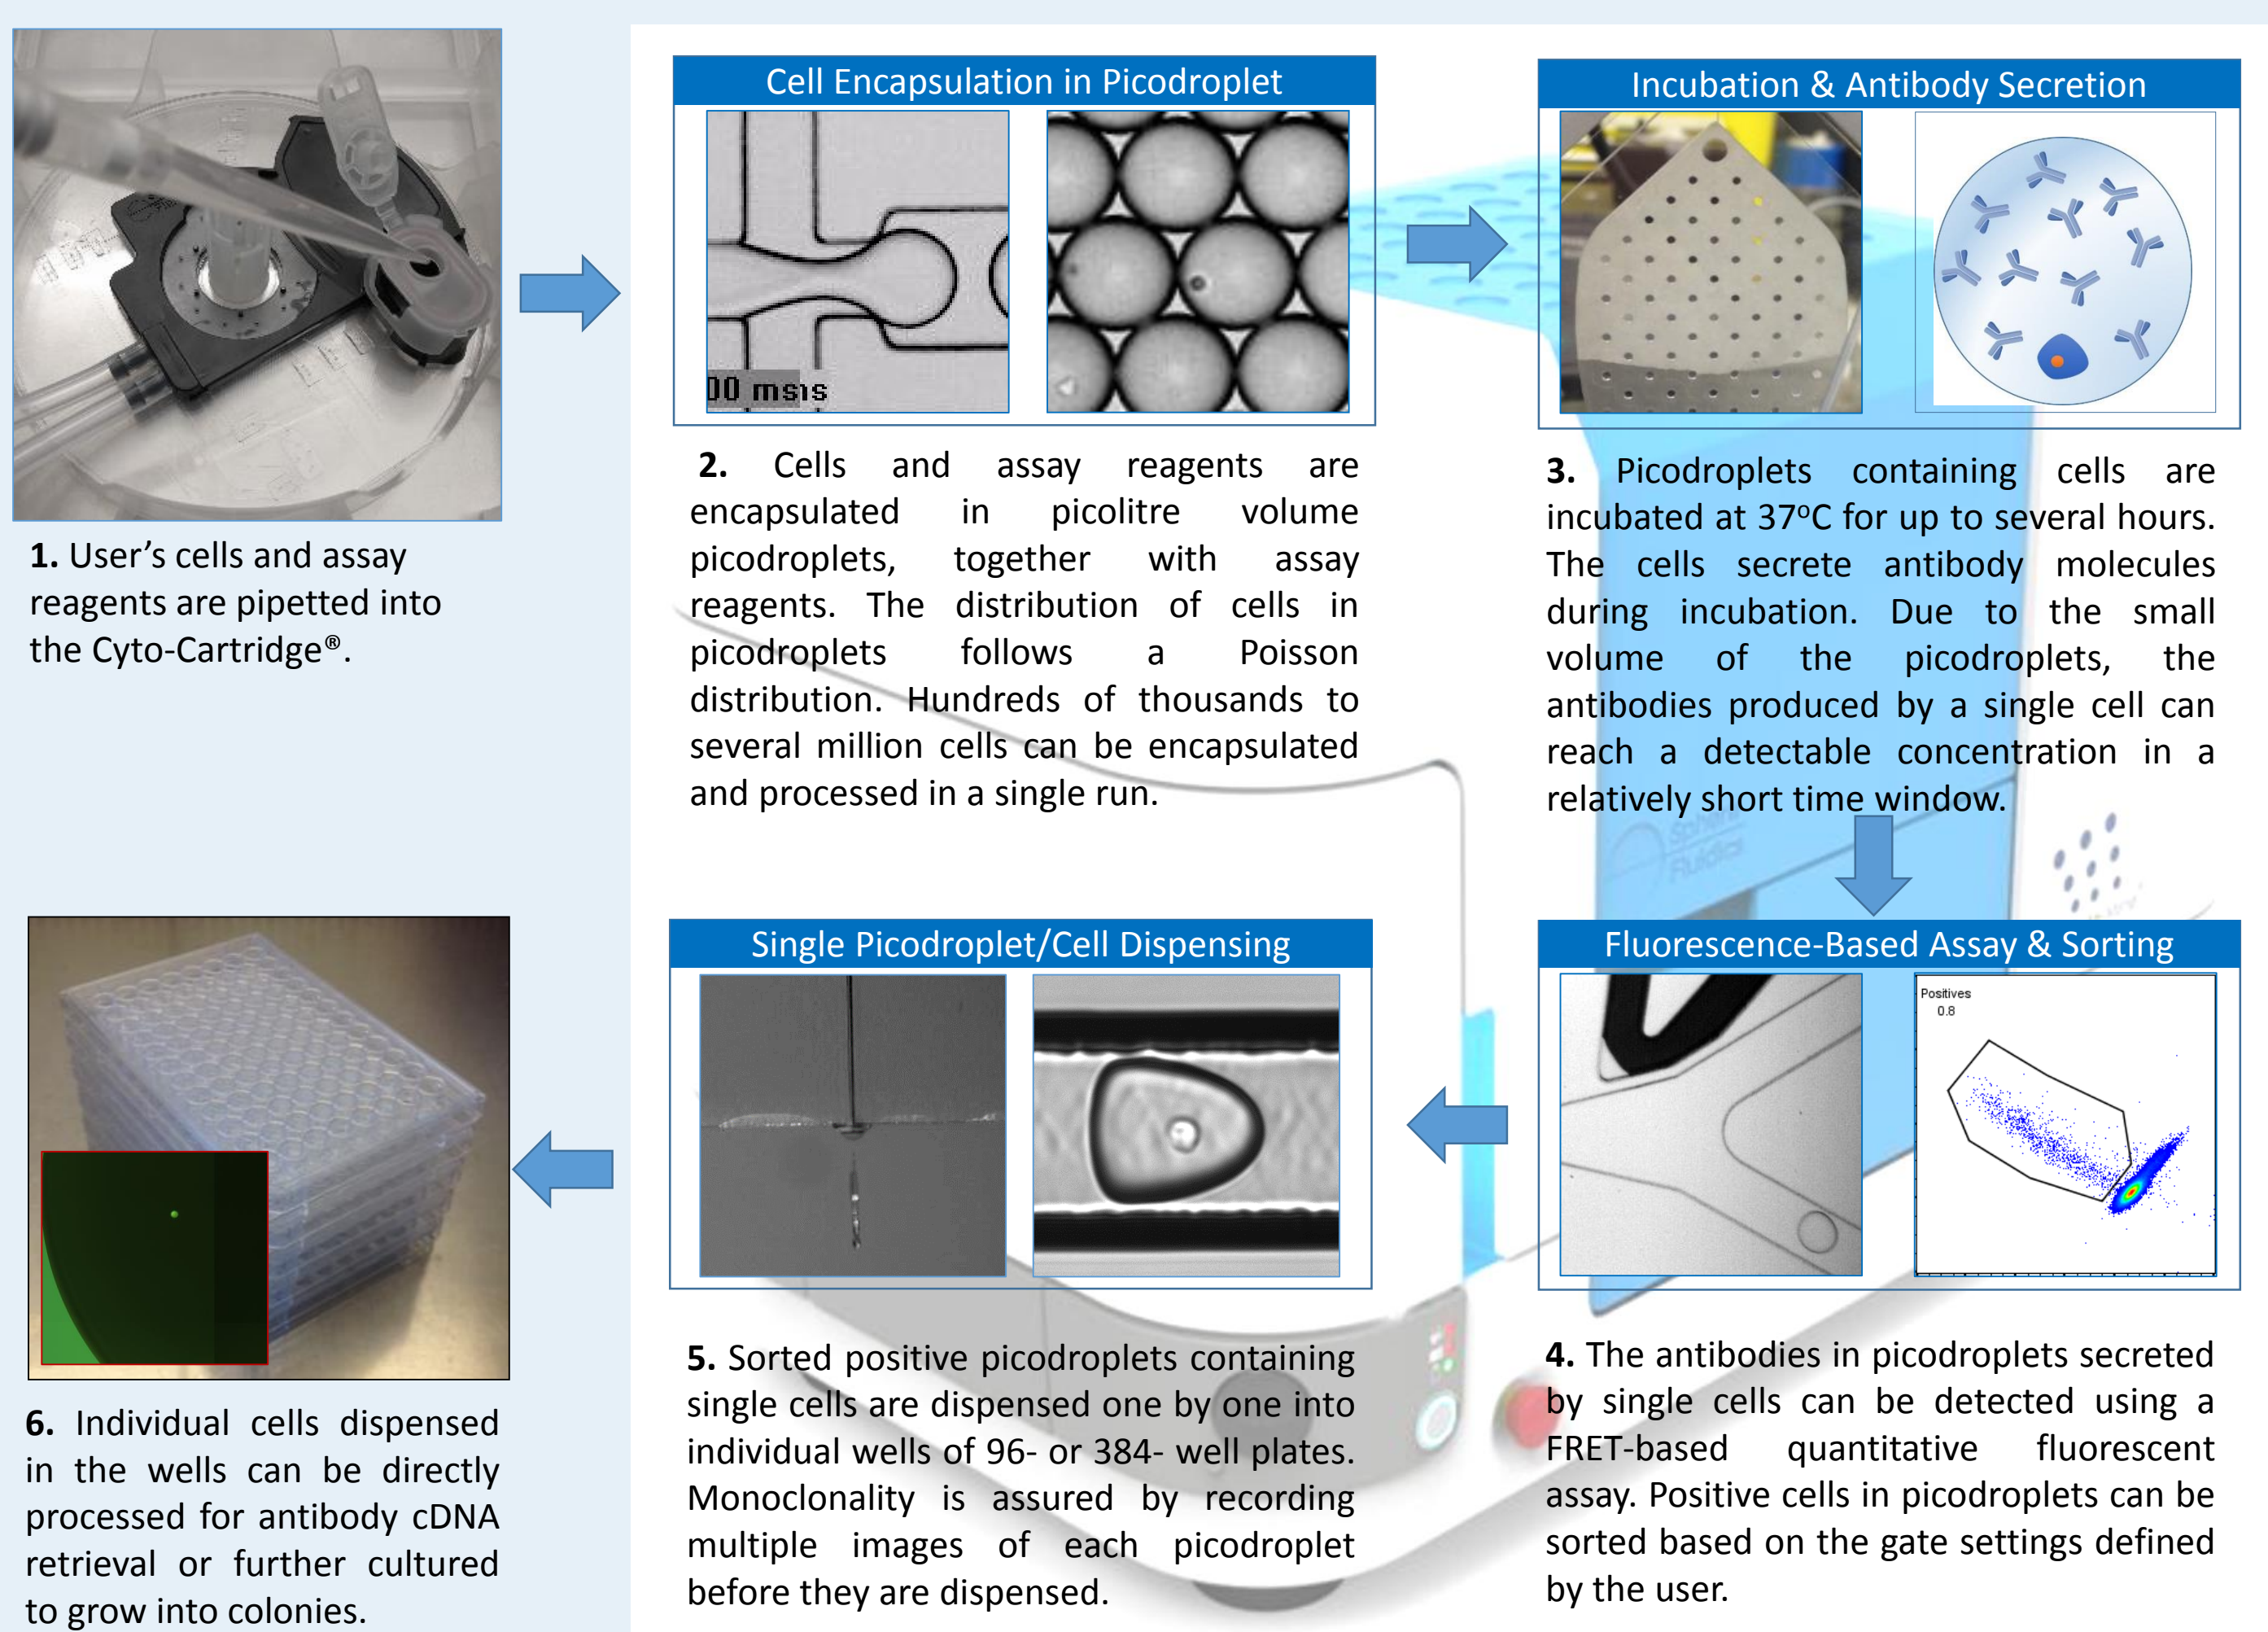 1. User's cells and assay
reagents are pipetted into
the Cyto-Cartridge®.
Cell Encapsulation in Picodroplet
2. Cells and assay reagents are
encapsulated in picolitre volume
picodroplets, together with assay
reagents. The distribution of cells in
picodroplets follows a Poisson
distribution. Hundreds of thousands to
several million cells can be encapsulated
and processed in a single run.
Incubation & Antibody Secretion
3. Picodroplets containing cells are
incubated at 37°C for up to several hours.
The cells secrete antibody molecules
during incubation. Due to the small
volume of the picodroplets, the
antibodies produced by a single cell can
reach a detectable concentration in a
relatively short time window.
Sphere
Fluidics
Fluorescence-Based Assay & Sorting
Positives
0.8
4. The antibodies in picodroplets secreted
by single cells can be detected using a
FRET-based quantitative fluorescent
assay. Positive cells in picodroplets can be
sorted based on the gate settings defined
by the user.
Single Picodroplet/Cell Dispensing
5. Sorted positive picodroplets containing
single cells are dispensed one by one into
individual wells of 96- or 384- well plates.
Monoclonality is assured by recording
multiple images of each picodroplet
before they are dispensed.
6. Individual cells dispensed
in the wells can be directly
processed for antibody cDNA
retrieval or further cultured
to grow into colonies.